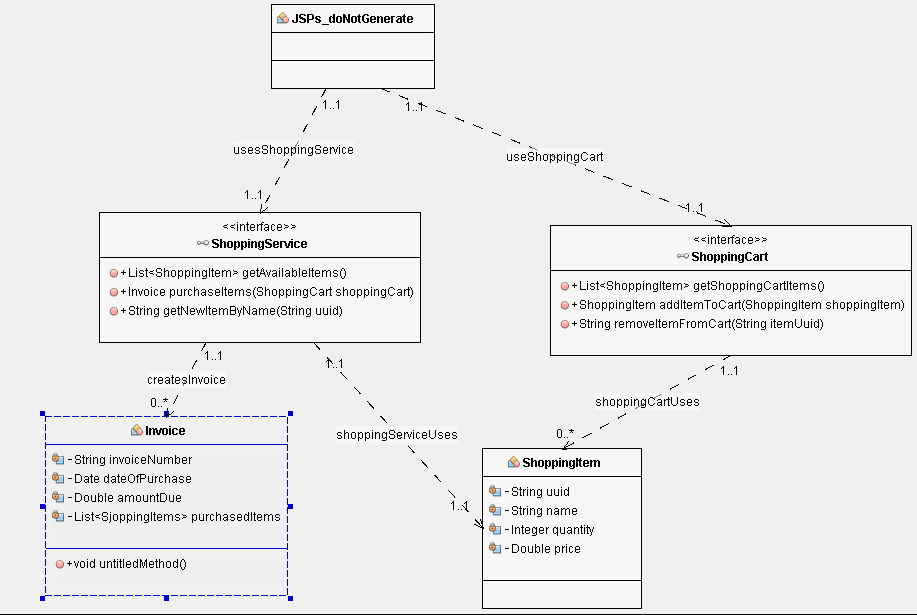 JSPs_doNotGenerate
1..1
1..1
usesShoppingService
useShoppingCart
1..1
1..1
<<interface>>
ShoppingService
+List<ShoppingItem> getAvailableItems()
+Invoice purchaseItems(ShoppingCart shoppingCart)
+String getNewItemByName(String uuid)
<<interface>>
ShoppingCart
+List<ShoppingItem> getShoppingCartItems()
+ShoppingItem addItemToCart(ShoppingItem shoppingItem)
+String removeItemFromCart(String itemUuid)
1..1
1..1
1..1
createsInvoice
0..*
shoppingCartUses
shoppingServiceUses
0..*
1..1
Invoice
-String invoiceNumber
-Date dateOfPurchase
-Double amountDue
-List<SjoppingItems> purchasedItems
+void untitledMethod()
ShoppingItem
-String uuid
-String name
-Integer quantity
-Double price